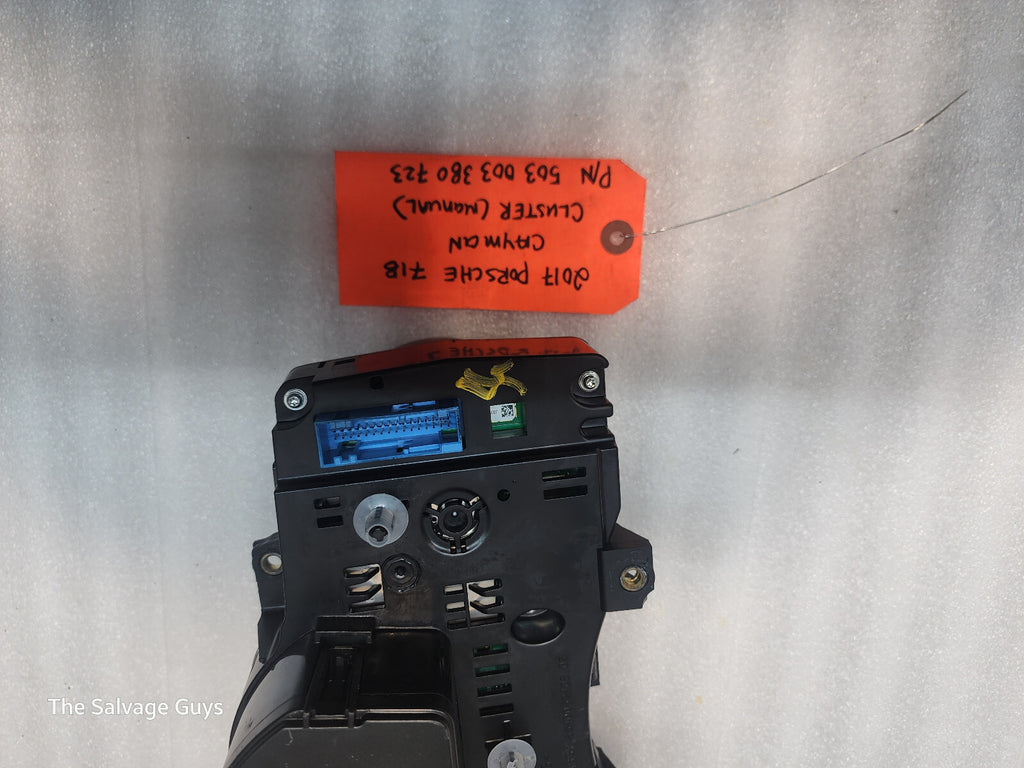 2017 PORSCHE 718
CAYMAN
CLUSTER (MANUAL)
P/N 503 003 380 723
The Salvage Guys